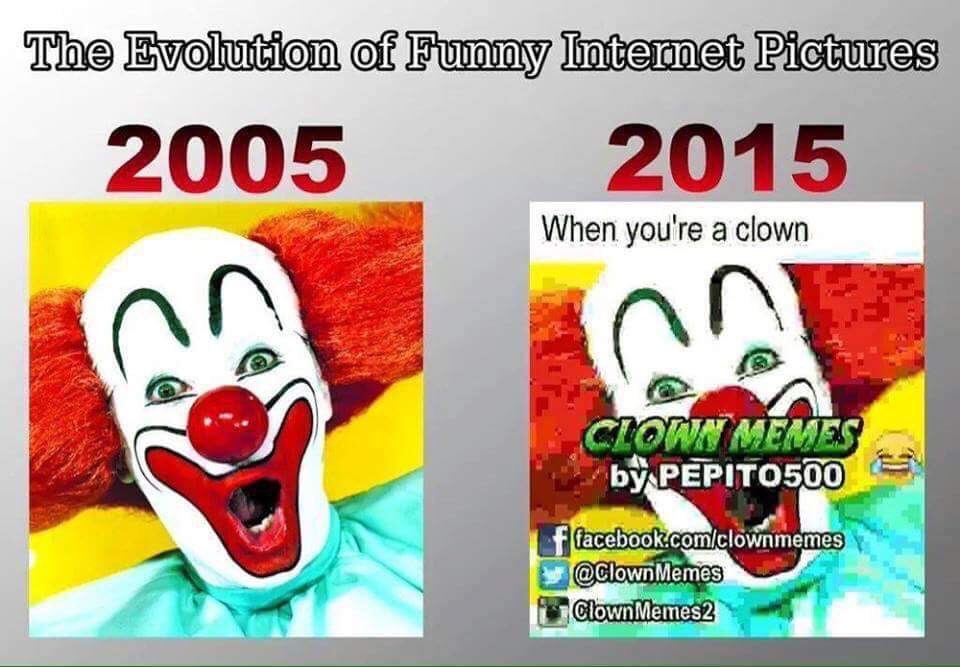 The Evolution of Funny Internet Pictures
2005
2015
When you're a clown
CLOWN MEMES
by PEPITO500
f facebook.com/clownmemes
@ClownMemes
ClownMemes2